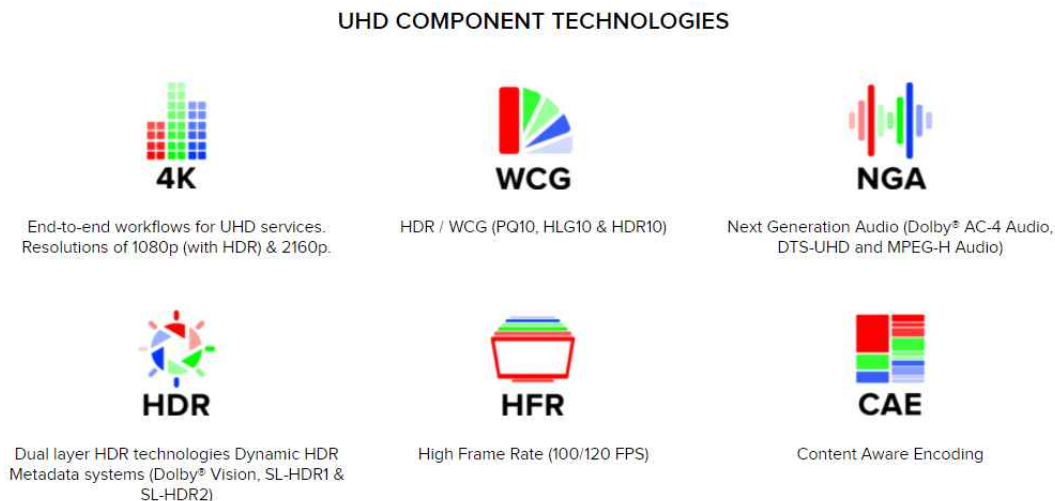 UHD COMPONENT TECHNOLOGIES
4K
End-to-end workflows for UHD services.
Resolutions of 1080p (with HDR) & 2160p.
WCG
HDR / WCG (PQ10, HLG10 & HDR10)
NGA
Next Generation Audio (Dolby® AC-4 Audio,
DTS-UHD and MPEG-H Audio)
HDR
Dual layer HDR technologies Dynamic HDR
Metadata systems (Dolby® Vision, SL-HDR1 &
SL-HDR2)
HFR
High Frame Rate (100/120 FPS)
CAE
Content Aware Encoding